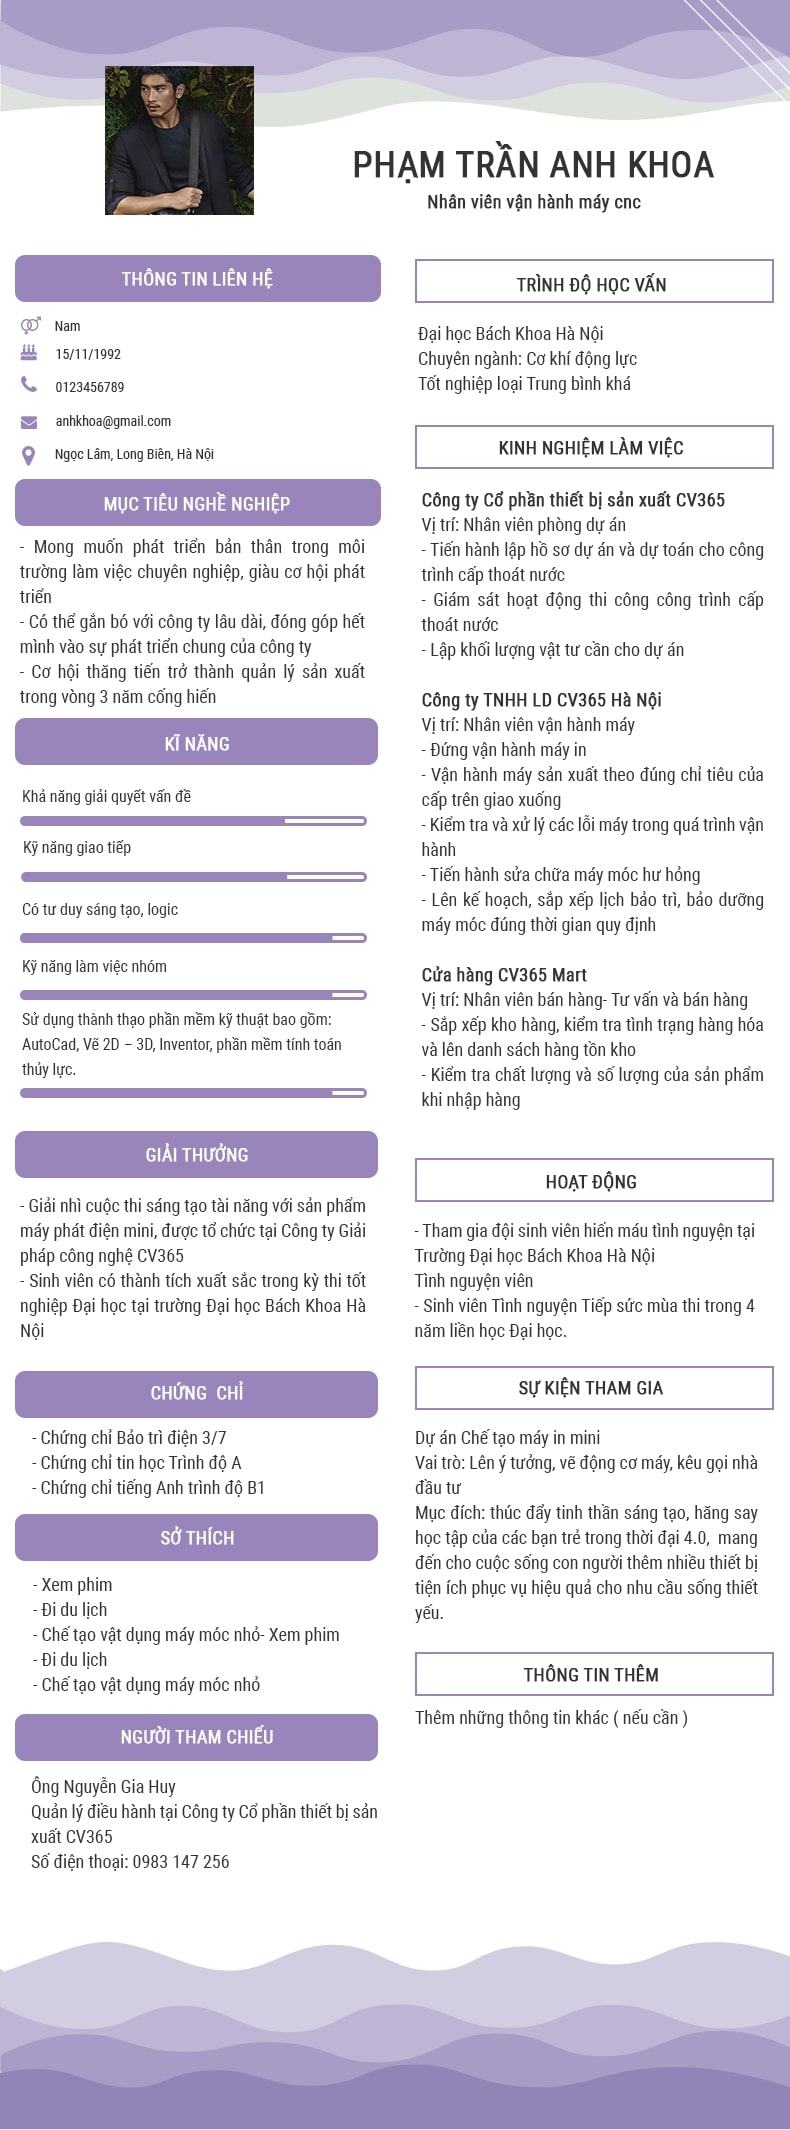 PHẠM TRẦN ANH KHOA
Nhân viên vận hành máy cnc
THÔNG TIN LIÊN HỆ
Nam
15/11/1992
0123456789
anhkhoa@gmail.com
Ngọc Lâm, Long Biên, Hà Nội
MỤC TIÊU NGHỀ NGHIỆP
- Mong muốn phát triển bản thân trong môi
trường làm việc chuyên nghiệp, giàu cơ hội phát
triển
- Có thể gắn bó với công ty lâu dài, đóng góp hết
mình vào sự phát triển chung của công ty
- Cơ hội thăng tiến trở thành quản lý sản xuất
trong vòng 3 năm cống hiến
KĨ NĂNG
Khả năng giải quyết vấn đề
Kỹ năng giao tiếp
Có tư duy sáng tạo, logic
Kỹ năng làm việc nhóm
Sử dụng thành thạo phần mềm kỹ thuật bao gồm:
AutoCad, Vẽ 2D – 3D, Inventor, phần mềm tính toán
thủy lực.
GIẢI THƯỞNG
- Giải nhì cuộc thi sáng tạo tài năng với sản phẩm
máy phát điện mini, được tổ chức tại Công ty Giải
pháp công nghệ CV365
- Sinh viên có thành tích xuất sắc trong kỳ thi tốt
nghiệp Đại học tại trường Đại học Bách Khoa Hà
Nội
CHỨNG CHỈ
- Chứng chỉ Bảo trì điện 3/7
- Chứng chỉ tin học Trình độ A
- Chứng chỉ tiếng Anh trình độ B1
SỞ THÍCH
- Xem phim
- Đi du lịch
- Chế tạo vật dụng máy móc nhỏ- Xem phim
- Đi du lịch
- Chế tạo vật dụng máy móc nhỏ
NGƯỜI THAM CHIẾU
Ông Nguyễn Gia Huy
Quản lý điều hành tại Công ty Cổ phần thiết bị sản
xuất CV365
Số điện thoại: 0983 147 256
TRÌNH ĐỘ HỌC VẤN
Đại học Bách Khoa Hà Nội
Chuyên ngành: Cơ khí động lực
Tốt nghiệp loại Trung bình khá
KINH NGHIỆM LÀM VIỆC
Công ty Cổ phần thiết bị sản xuất CV365
Vị trí: Nhân viên phòng dự án
- Tiến hành lập hồ sơ dự án và dự toán cho công
trình cấp thoát nước
- Giám sát hoạt động thi công công trình cấp
thoát nước
- Lập khối lượng vật tư cần cho dự án
Công ty TNHH LD CV365 Hà Nội
Vị trí: Nhân viên vận hành máy
- Đứng vận hành máy in
- Vận hành máy sản xuất theo đúng chỉ tiêu của
cấp trên giao xuống
- Kiểm tra và xử lý các lỗi máy trong quá trình vận
hành
- Tiến hành sửa chữa máy móc hư hỏng
- Lên kế hoạch, sắp xếp lịch bảo trì, bảo dưỡng
máy móc đúng thời gian quy định
Cửa hàng CV365 Mart
Vị trí: Nhân viên bán hàng- Tư vấn và bán hàng
- Sắp xếp kho hàng, kiểm tra tình trạng hàng hóa
và lên danh sách hàng tồn kho
- Kiểm tra chất lượng và số lượng của sản phẩm
khi nhập hàng
HOẠT ĐỘNG
- Tham gia đội sinh viên hiến máu tình nguyện tại
Trường Đại học Bách Khoa Hà Nội
Tình nguyện viên
- Sinh viên Tình nguyện Tiếp sức mùa thi trong 4
năm liền học Đại học.
SỰ KIỆN THAM GIA
Dự án Chế tạo máy in mini
Vai trò: Lên ý tưởng, vẽ động cơ máy, kêu gọi nhà
đầu tư
Mục đích: thúc đẩy tinh thần sáng tạo, hăng say
học tập của các bạn trẻ trong thời đại 4.0, mang
đến cho cuộc sống con người thêm nhiều thiết bị
tiện ích phục vụ hiệu quả cho nhu cầu sống thiết
yếu.
THÔNG TIN THÊM
Thêm những thông tin khác ( nếu cần )